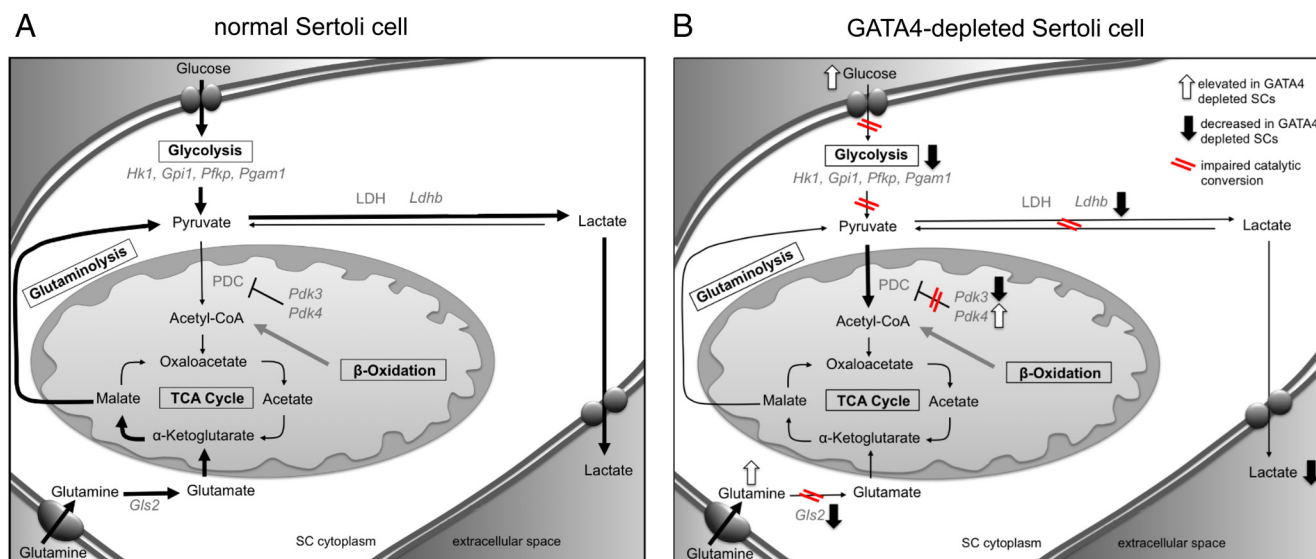 A
normal Sertoli cell
Glucose
Glycolysis
Hk1, Gpi1, Pfkp, Pgam1
LDH Ldhb
Pyruvate
Lactate
Glutaminolysis
PDC
Pdk3
Pdk4
Acetyl-CoA
Oxaloacetate
β-Oxidation
Malate
TCA Cycle
Acetate
α-Ketoglutarate
Lactate
Glutamine
Glutamate
Gls2
Glutamine
SC cytoplasm
extracellular space
B
GATA4-depleted Sertoli cell
Glucose
elevated in GATA4
depleted SCs
decreased in GATA4
depleted SCs
impaired catalytic
conversion
Glycolysis
Hk1, Gpi1, Pfkp, Pgam1
LDH Ldhb
Pyruvate
Lactate
Glutaminolysis
PDC
Pdk3
Pdk4
Acetyl-CoA
Oxaloacetate
β-Oxidation
Malate
TCA Cycle
Acetate
α-Ketoglutarate
Lactate
Glutamine
Glutamate
Gls2
Glutamine
SC cytoplasm
extracellular space